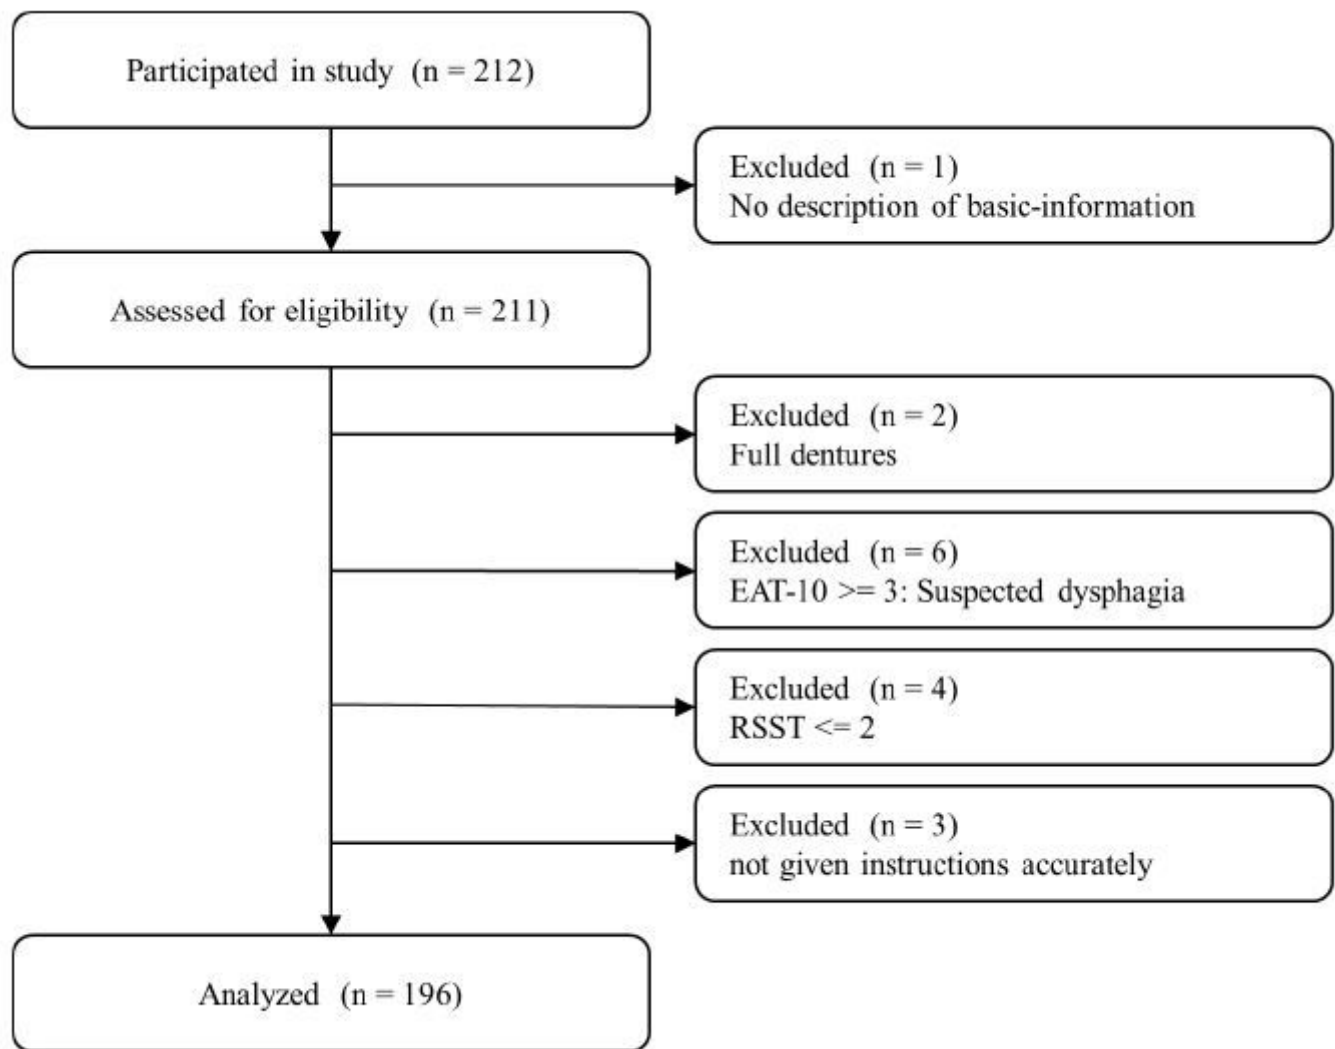 Participated in study (n = 212)
Excluded (n = 1)
No description of basic-information
Assessed for eligibility (n = 211)
Excluded (n = 2)
Full dentures
Excluded (n = 6)
EAT-10 >= 3: Suspected dysphagia
Excluded (n = 4)
RSST <= 2
Excluded (n = 3)
not given instructions accurately
Analyzed (n = 196)